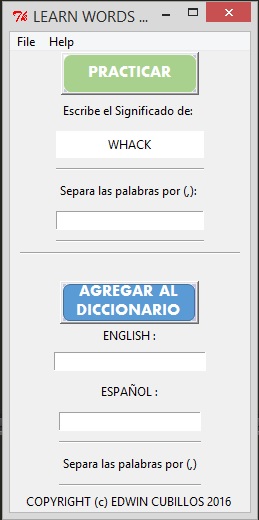 LEARN WORDS ...
File Help
PRACTICAR
Escribe el Significado de:
WHACK
Separa las palabras por (,):
AGREGAR AL
DICCIONARIO
ENGLISH :
ESPAÑOL :
Separa las palabras por (,)
COPYRIGHT (c) EDWIN CUBILLOS 2016